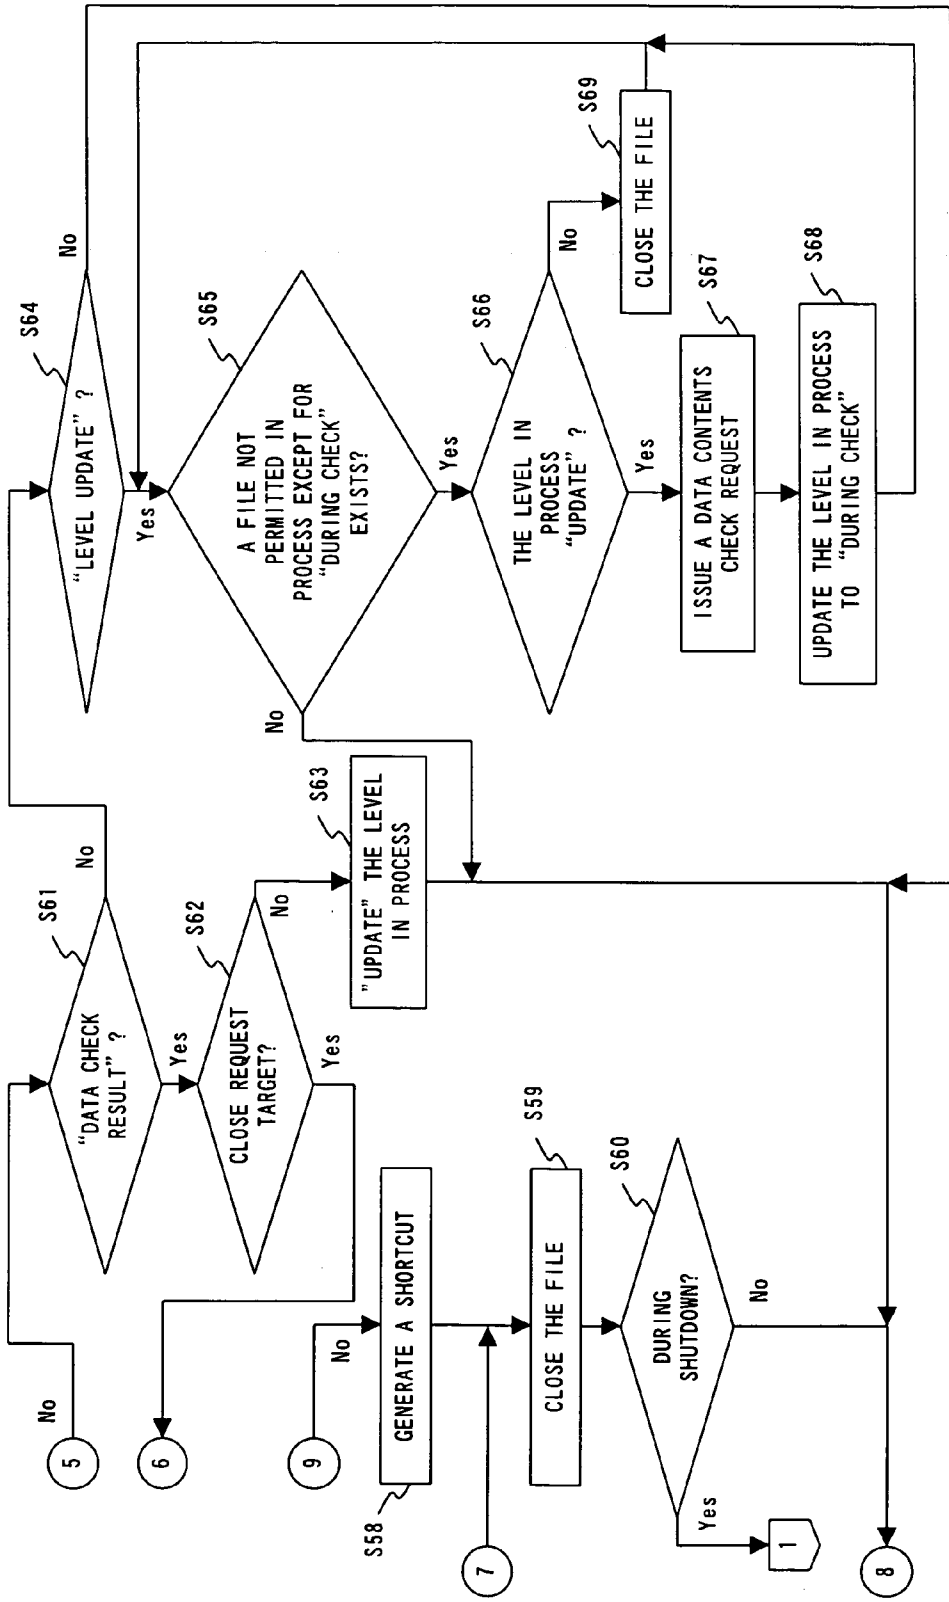 5
No
6
9
No
S58
GENERATE A SHORTCUT
7
S59
CLOSE THE FILE
S60
DURING
SHUTDOWN?
Yes
No
1
8
S61
"DATA CHECK
RESULT" ?
No
Yes
S62
CLOSE REQUEST
TARGET?
No
Yes
S63
"UPDATE" THE LEVEL
IN PROCESS
S64
"LEVEL UPDATE" ?
No
Yes
S65
A FILE NOT
PERMITTED IN
PROCESS EXCEPT FOR
"DURING CHECK"
EXISTS?
No
Yes
S66
THE LEVEL IN
PROCESS
"UPDATE" ?
No
Yes
S69
CLOSE THE FILE
S67
ISSUE A DATA CONTENTS
CHECK REQUEST
S68
UPDATE THE LEVEL IN PROCESS
TO "DURING CHECK"